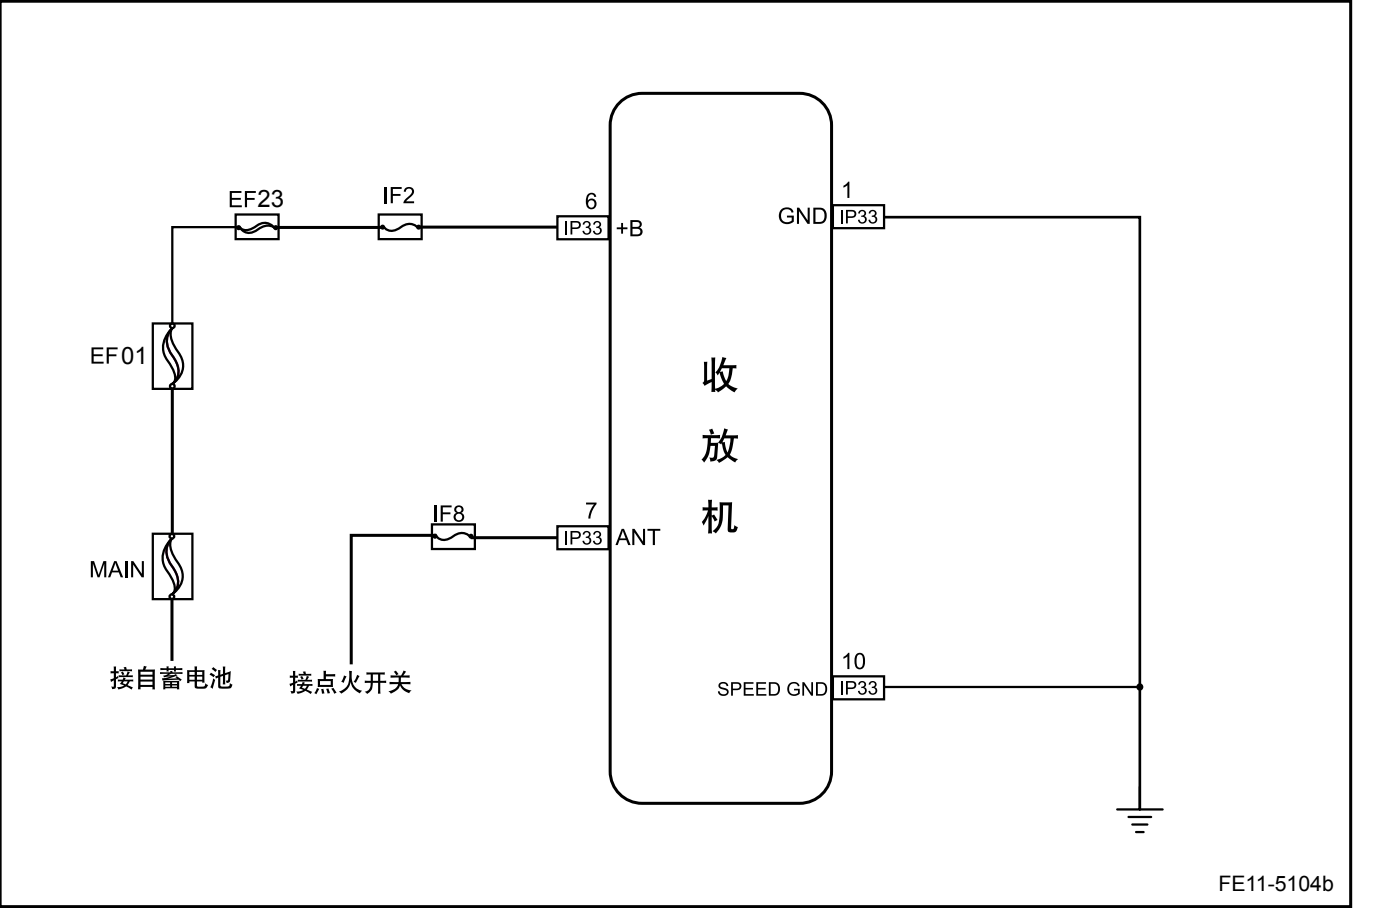 EF23
IF2
6
IP33
+B
1
GND
IP33
EF01
收
放
机
IF8
7
IP33
ANT
MAIN
接自蓄电池
接点火开关
10
SPEED GND
IP33
FE11-5104b